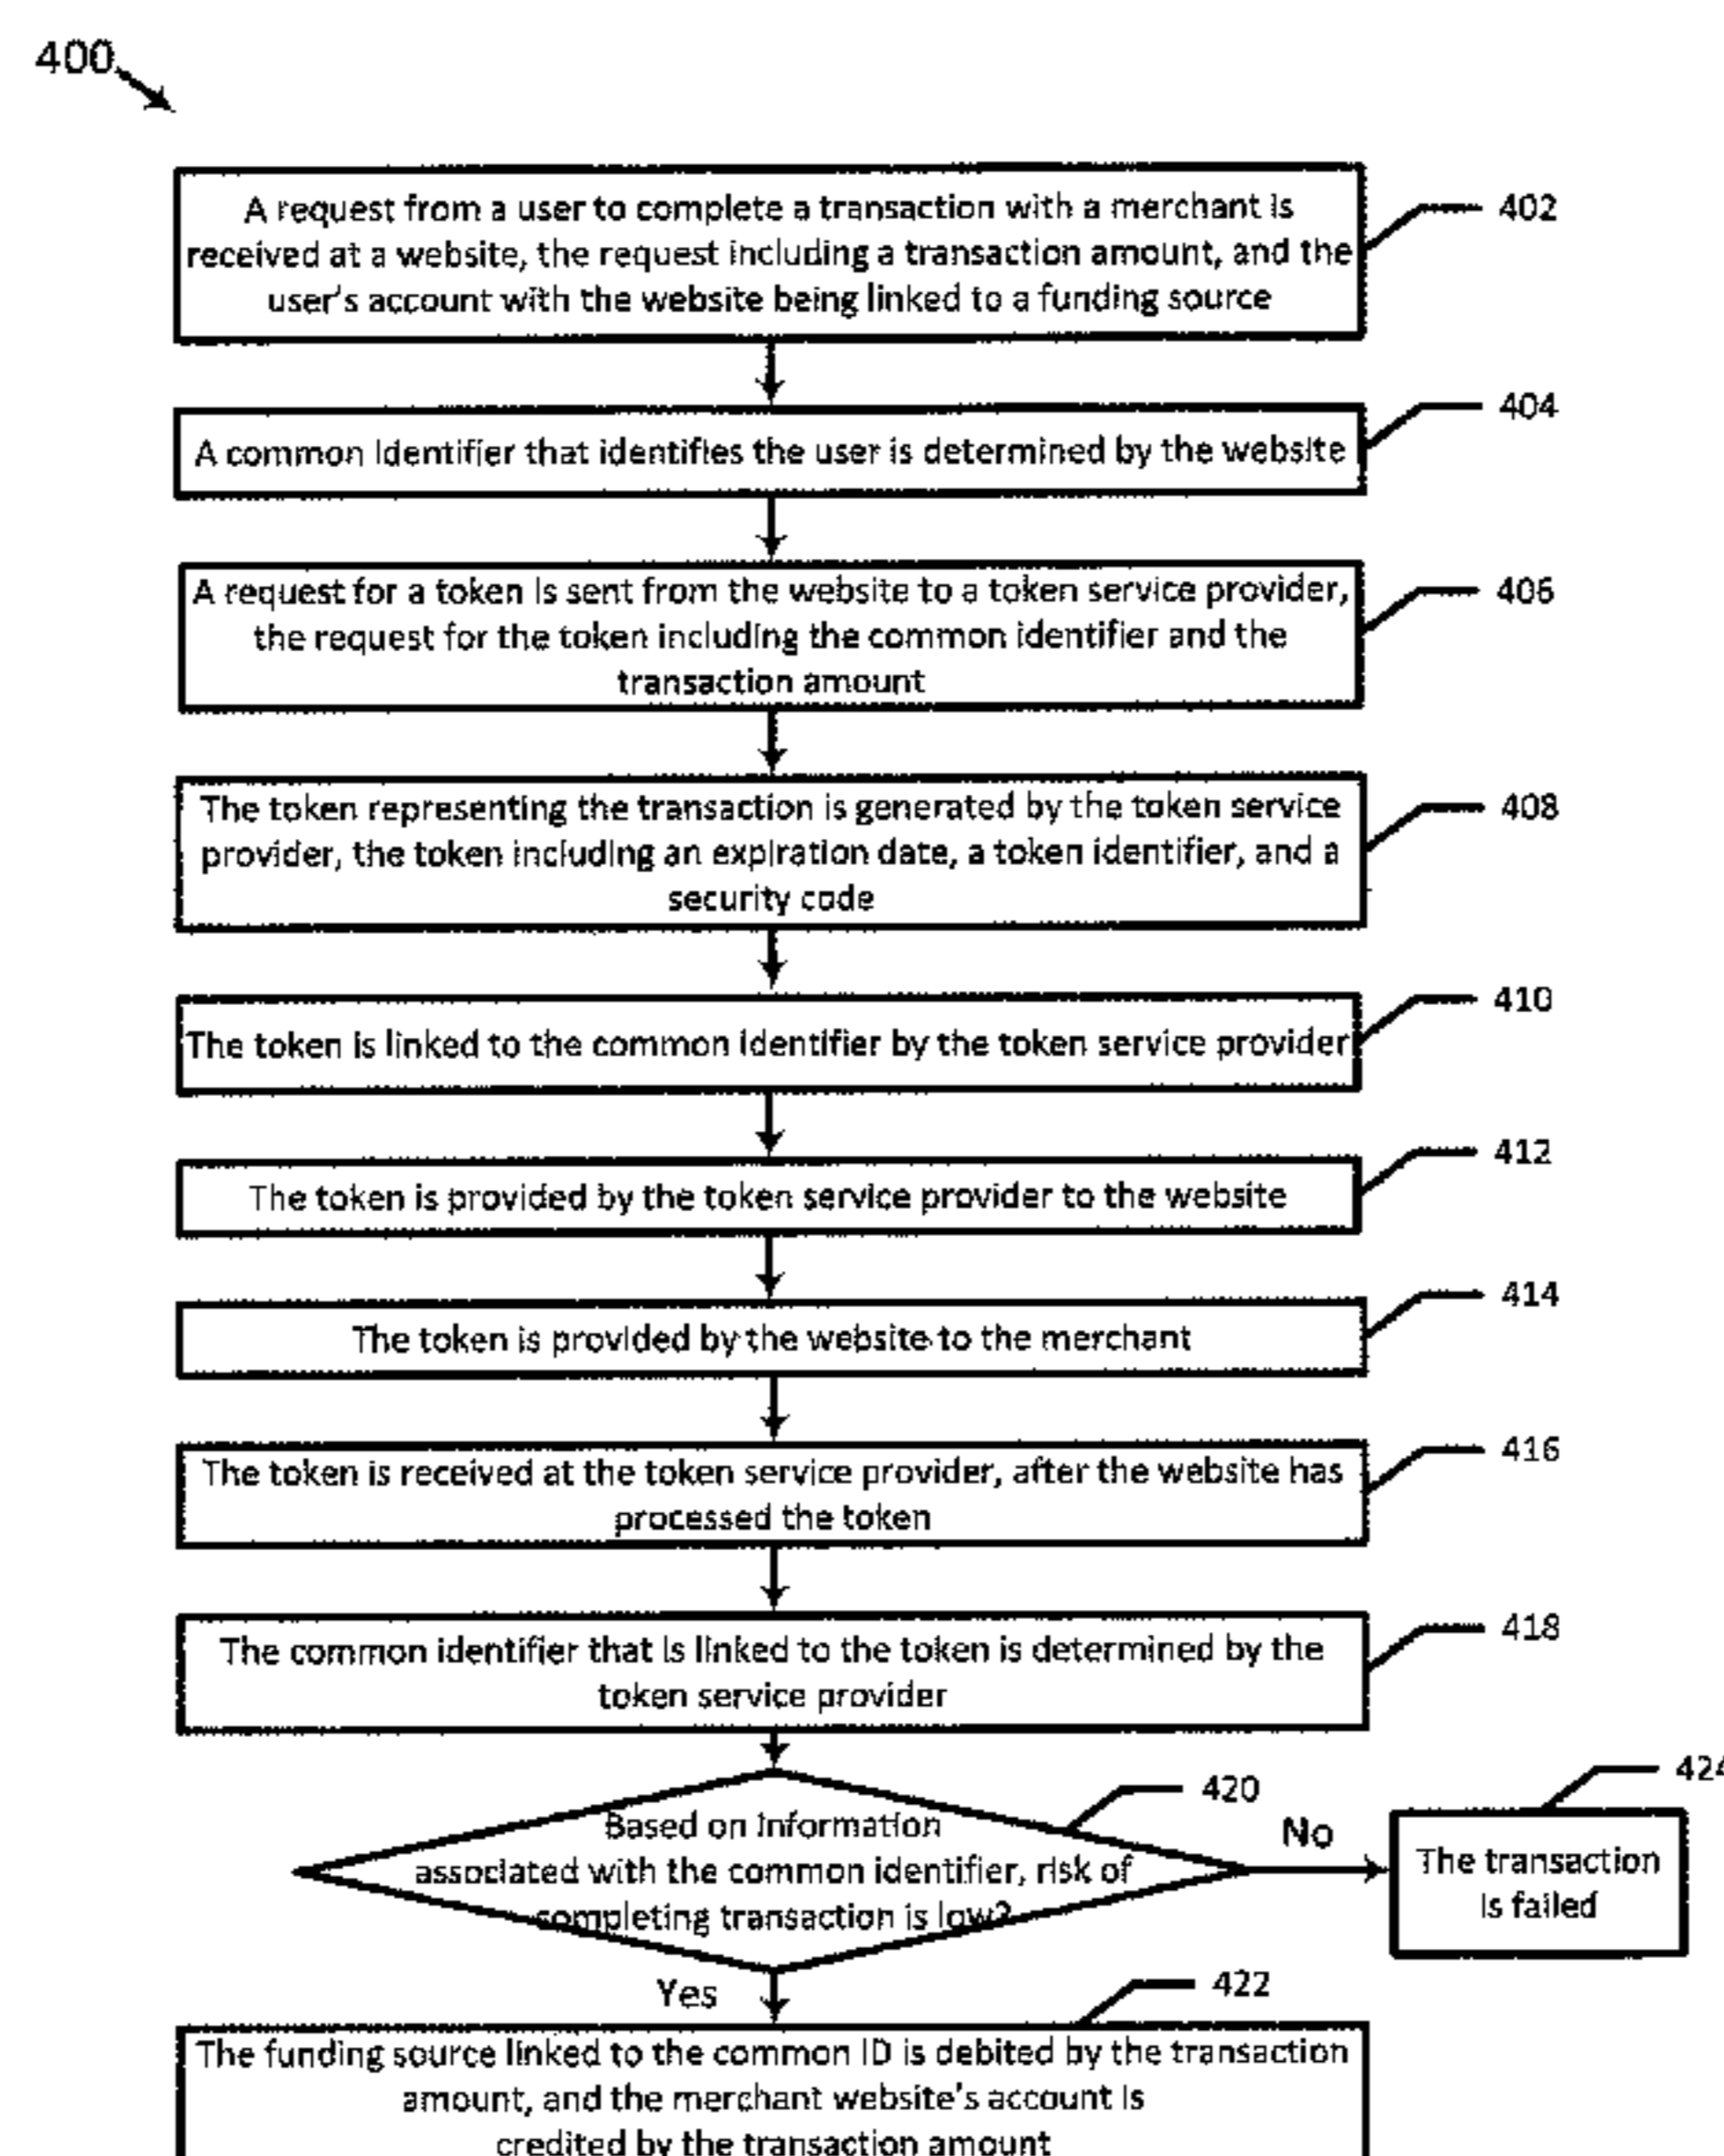 400
A request from a user to complete a transaction with a merchant is
received at a website, the request including a transaction amount, and the
user's account with the website being linked to a funding source
402
A common identifier that identifies the user is determined by the website
404
A request for a token is sent from the website to a token service provider,
the request for the token including the common identifier and the
transaction amount
406
The token representing the transaction is generated by the token service
provider, the token including an expiration date, a token identifier, and a
security code
408
The token is linked to the common identifier by the token service provider
410
The token is provided by the token service provider to the website
412
The token is provided by the website to the merchant
414
The token is received at the token service provider, after the website has
processed the token
416
The common identifier that is linked to the token is determined by the
token service provider
418
Based on information
associated with the common identifier, risk of
completing transaction is low?
420
No
424
The transaction
is failed
Yes
422
The funding source linked to the common ID is debited by the transaction
amount, and the merchant website's account is
credited by the transaction amount